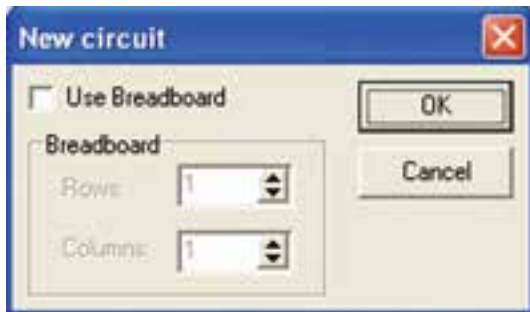 New circuit
Use Breadboard
OK
Breadboard
Rows: 1
Cancel
Columns: 1